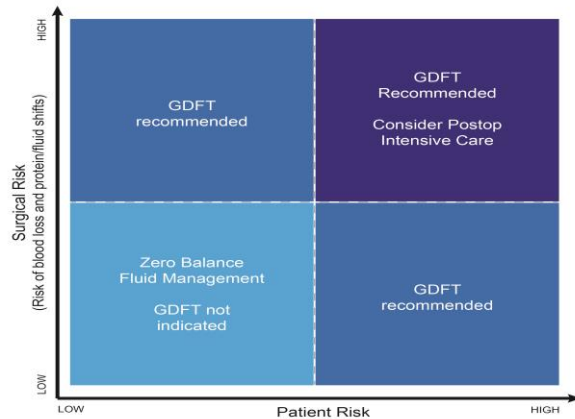 HIGH
Surgical Risk
(Risk of blood loss and protein/fluid shifts)
LOW
GDFT
recommended
GDFT
Recommended
Consider Postop
Intensive Care
Zero Balance
Fluid Management
GDFT not
indicated
GDFT
recommended
LOW
Patient Risk
HIGH